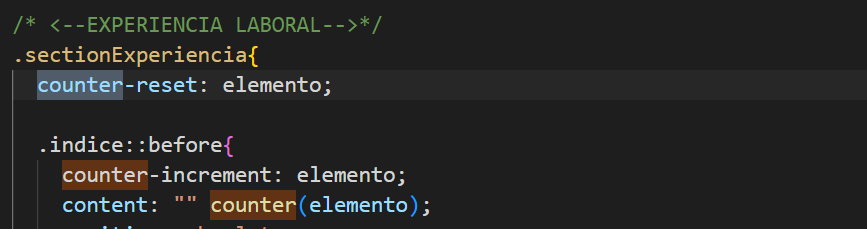 /* <--EXPERIENCIA LABORAL-->*/
.sectionExperiencia{
counter-reset: elemento;
.indice::before{
counter-increment: elemento;
content: "" counter(elemento);